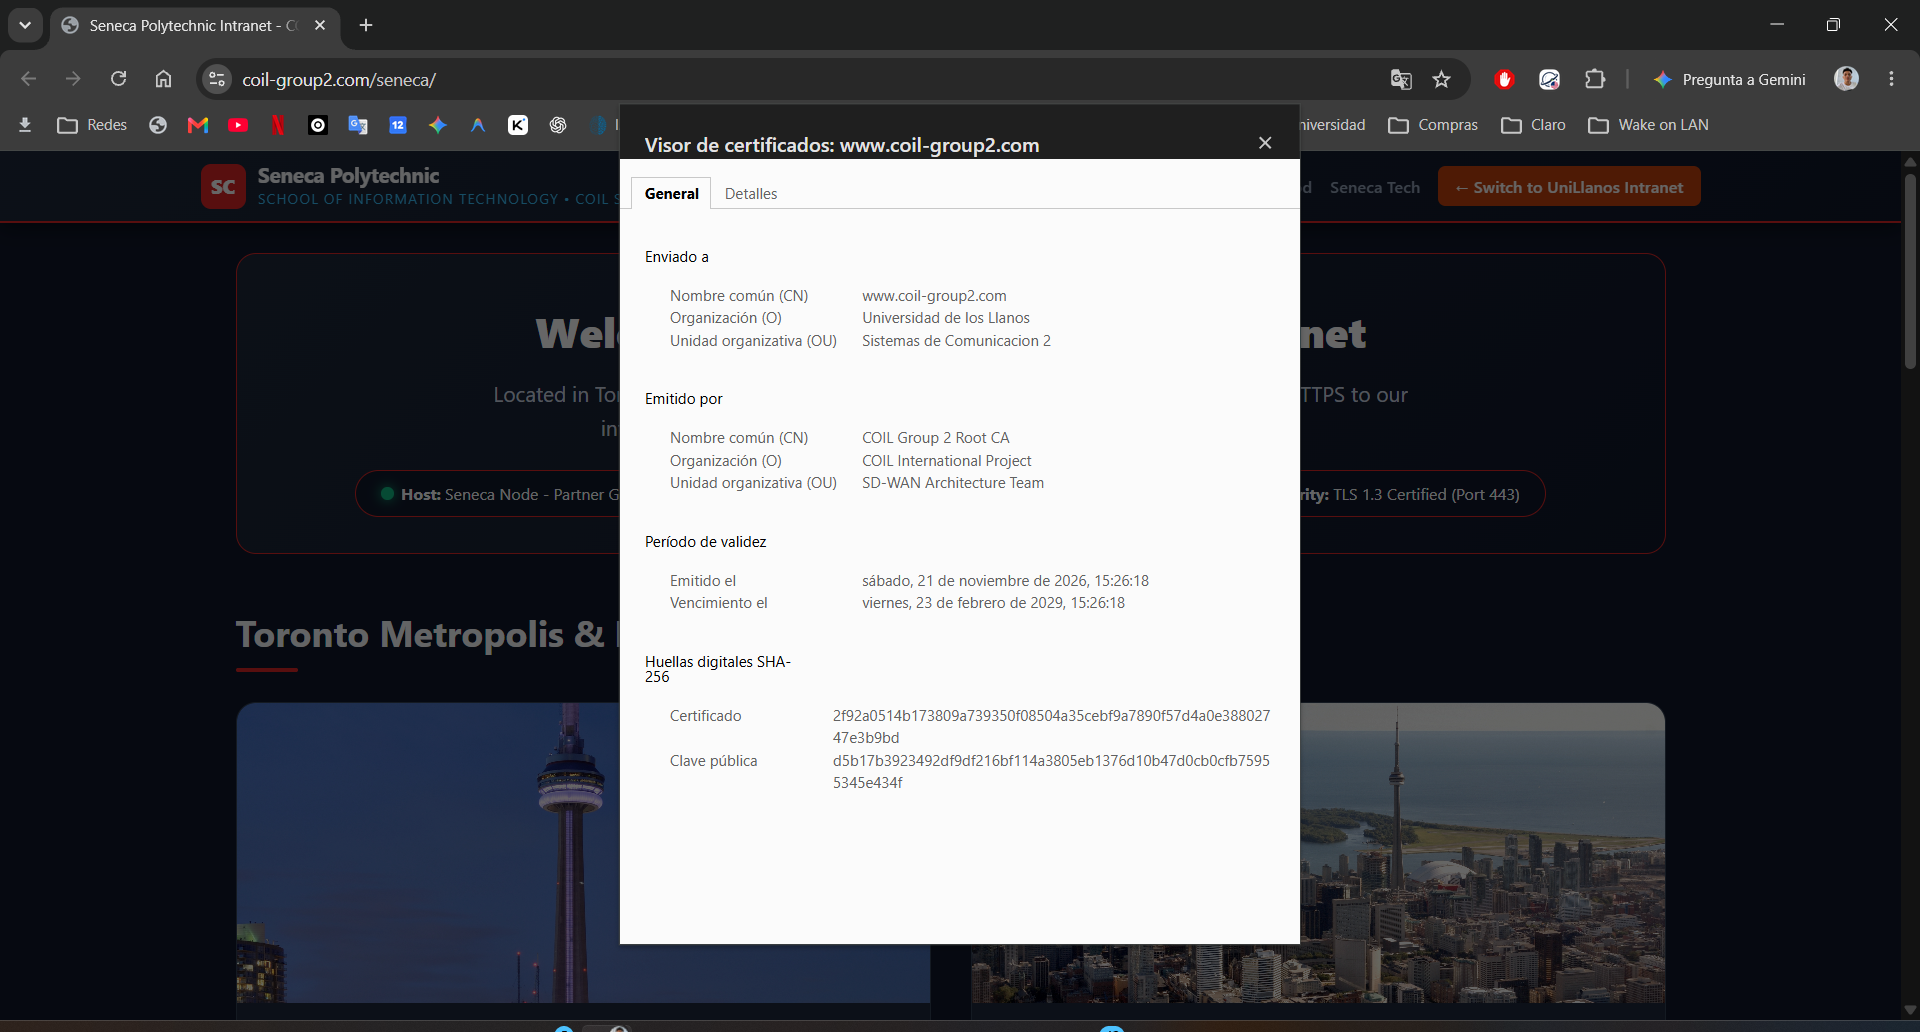 Seneca Polytechnic Intranet - CO
coil-group2.com/seneca/
Pregunta a Gemini
Redes
12
niversidad
Compras
Claro
Wake on LAN
SC
Seneca Polytechnic
SCHOOL OF INFORMATION TECHNOLOGY • COIL S
Seneca Tech
← Switch to UniLlanos Intranet
Wel
net
Located in To
TTPS to our
in
Host: Seneca Node - Partner G
rity: TLS 1.3 Certified (Port 443)
Toronto Metropolis &
Visor de certificados: www.coil-group2.com
General
Detalles
Enviado a
Nombre común (CN) www.coil-group2.com
Organización (O) Universidad de los Llanos
Unidad organizativa (OU) Sistemas de Comunicacion 2
Emitido por
Nombre común (CN) COIL Group 2 Root CA
Organización (O) COIL International Project
Unidad organizativa (OU) SD-WAN Architecture Team
Período de validez
Emitido el sábado, 21 de noviembre de 2026, 15:26:18
Vencimiento el viernes, 23 de febrero de 2029, 15:26:18
Huellas digitales SHA-
256
Certificado 2f92a0514b173809a739350f08504a35cebf9a7890f57d4a0e388027
47e3b9bd
Clave pública d5b17b3923492df9df216bf114a3805eb1376d10b47d0cb0cfb7595
5345e434f